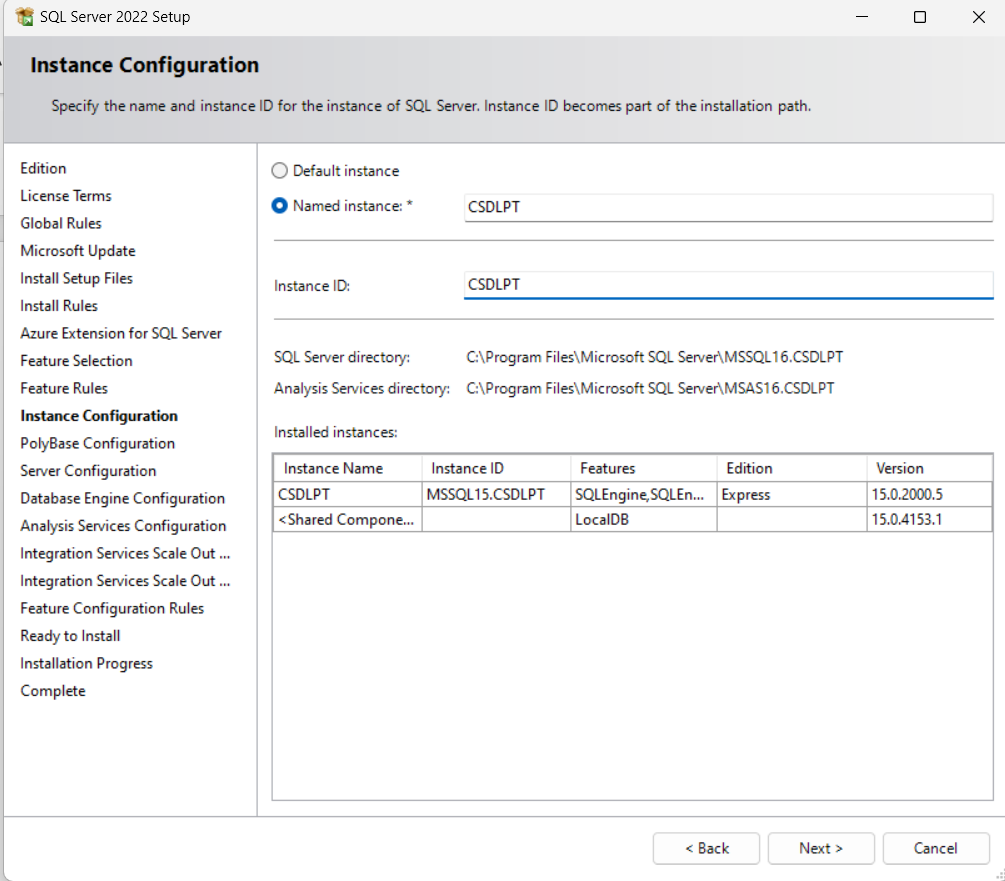 SQL Server 2022 Setup
Instance Configuration
Specify the name and instance ID for the instance of SQL Server. Instance ID becomes part of the installation path.
Edition
License Terms
Global Rules
Microsoft Update
Install Setup Files
Install Rules
Azure Extension for SQL Server
Feature Selection
Feature Rules
Instance Configuration
PolyBase Configuration
Server Configuration
Database Engine Configuration
Analysis Services Configuration
Integration Services Scale Out ...
Integration Services Scale Out ...
Feature Configuration Rules
Ready to Install
Installation Progress
Complete
Default instance
Named instance: * CSDLPT
Instance ID: CSDLPT
SQL Server directory: C:\Program Files\Microsoft SQL Server\MSSQL16.CSDLPT
Analysis Services directory: C:\Program Files\Microsoft SQL Server\MSAS16.CSDLPT
Installed instances:
Instance Name Instance ID Features Edition Version
CSDLPT MSSQL15.CSDLPT SQLEngine,SQLEn... Express 15.0.2000.5
<Shared Compone... LocalDB 15.0.4153.1
< Back Next > Cancel